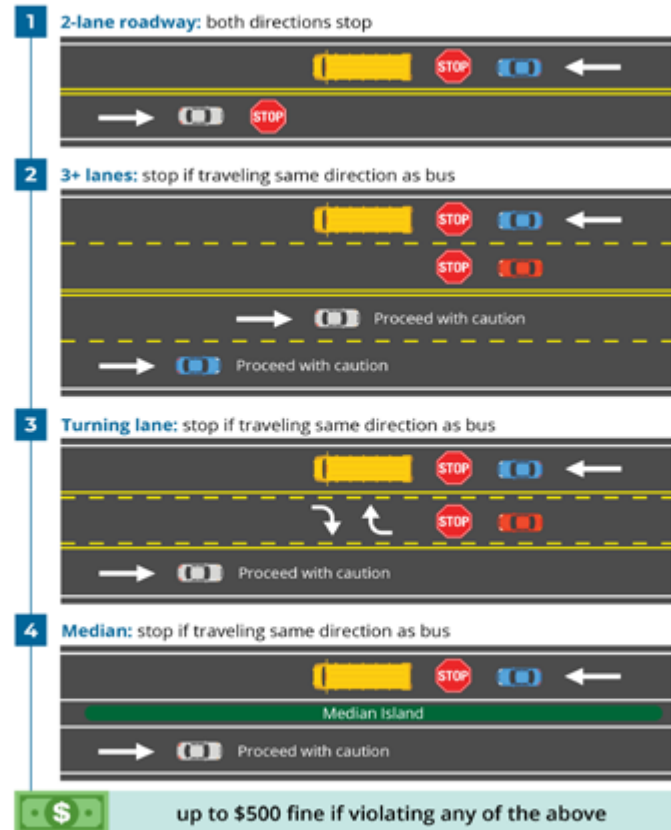 1
2-lane roadway: both directions stop
STOP
STOP
2
3+ lanes: stop if traveling same direction as bus
STOP
STOP
Proceed with caution
Proceed with caution
3
Turning lane: stop if traveling same direction as bus
STOP
STOP
Proceed with caution
4
Median: stop if traveling same direction as bus
STOP
Median Island
Proceed with caution
$
up to $500 fine if violating any of the above